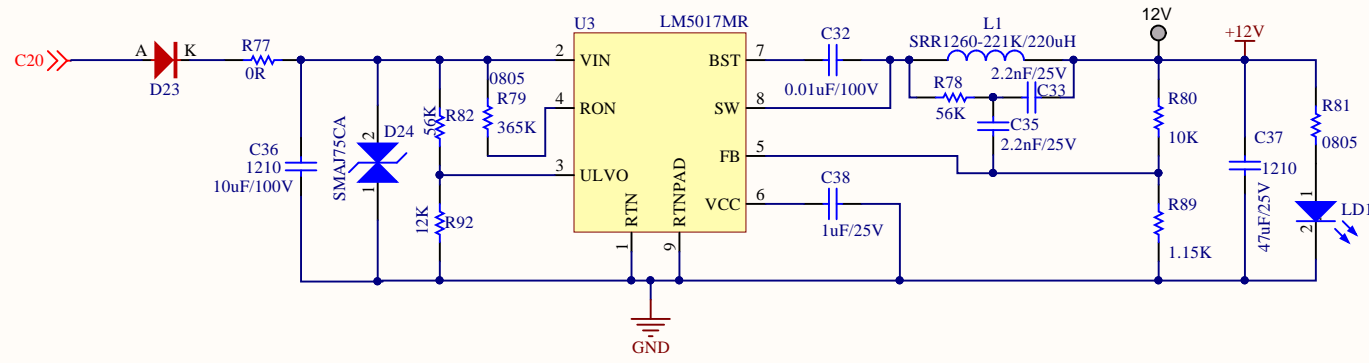 C20
A
K
D23
R77
0R
C36
1210
10uF/100V
SMAJ75CA
D24
2
1
R82
56K
12K
R92
0805
R79
365K
U3
LM5017MR
2
VIN
4
RON
3
ULVO
BST
7
SW
8
FB
5
VCC
6
RTN
RTNPAD
1
9
GND
C32
0.01uF/100V
L1
SRR1260-221K/220uH
2.2nF/25V
R78
56K
C33
C35
2.2nF/25V
C38
1uF/25V
12V
+12V
R80
10K
R89
1.15K
C37
1210
47uF/25V
R81
0805
1
2
LD1